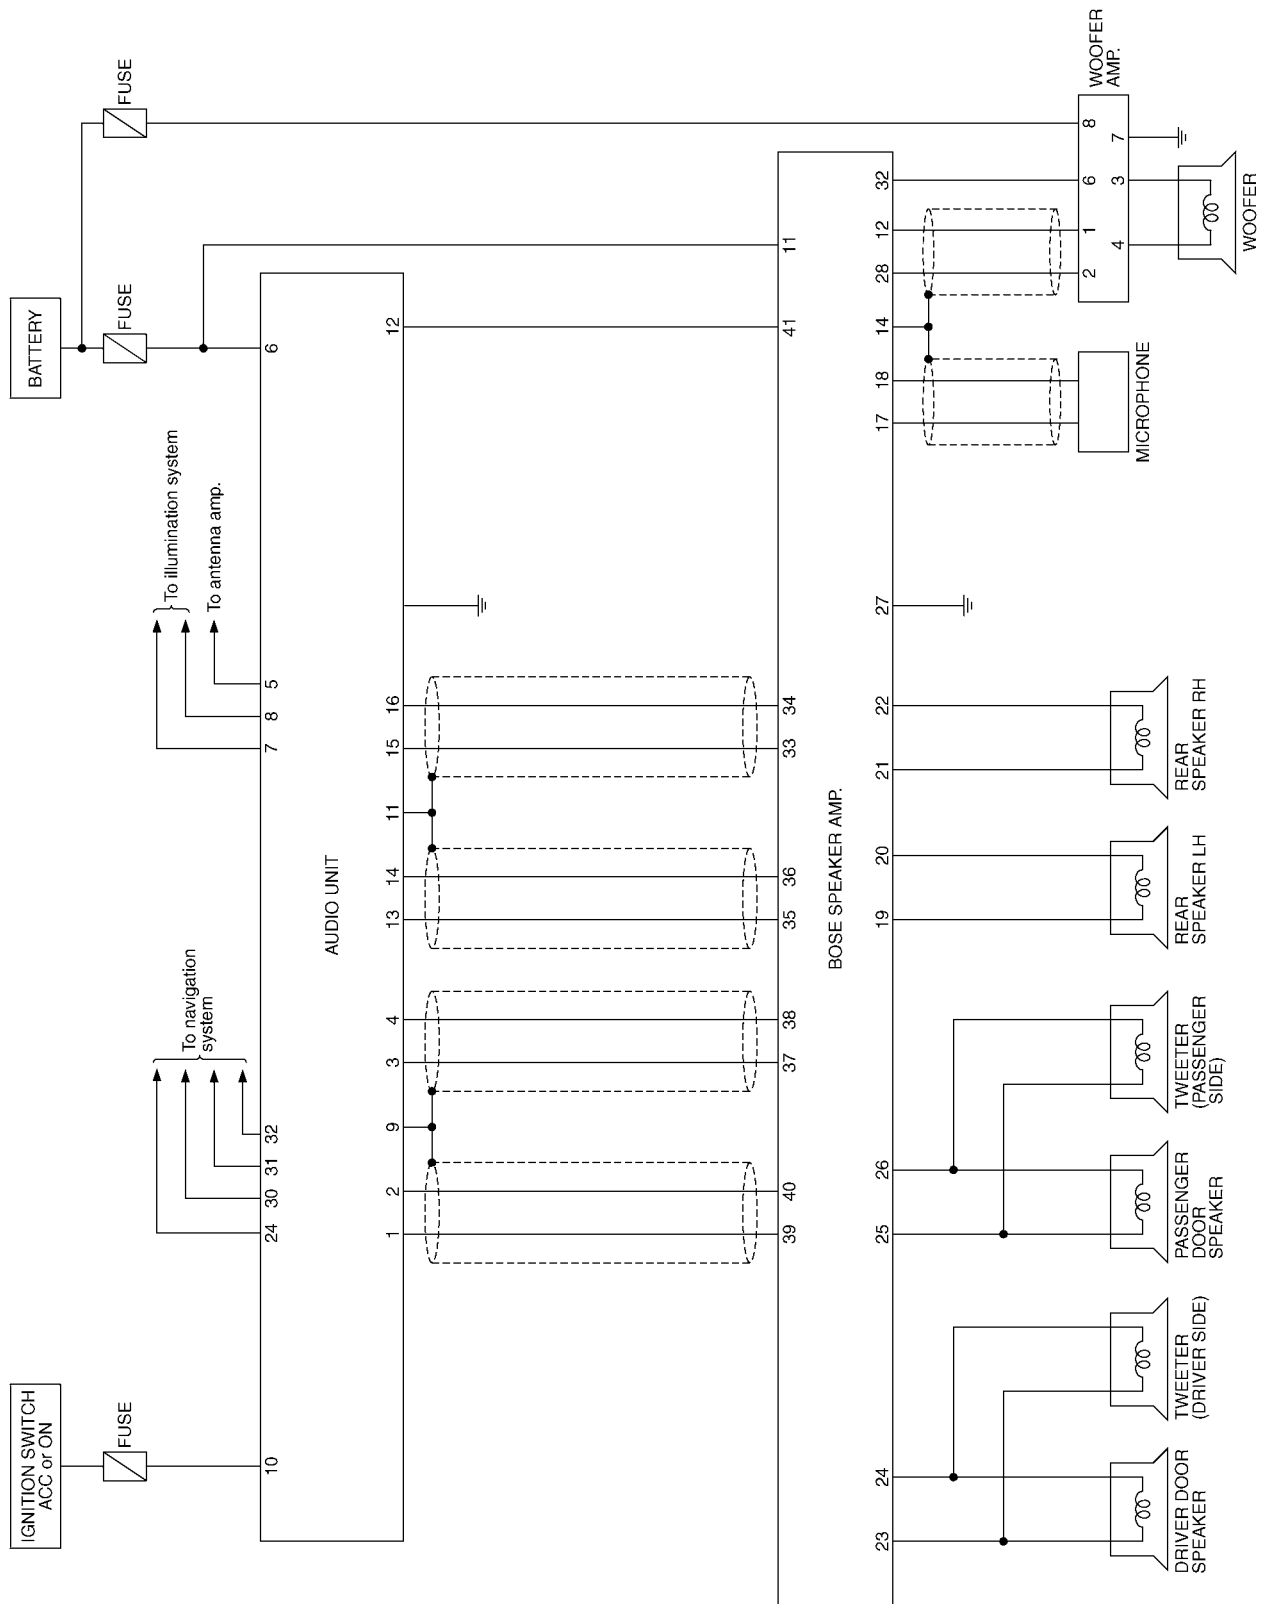 IGNITION SWITCH
ACC or ON
BATTERY
FUSE
FUSE
FUSE
To navigation
system
To illumination system
To antenna amp.
10
24
30
31
32
7
8
5
6
AUDIO UNIT
1
2
9
3
4
13
14
11
15
16
12
39
40
37
38
35
36
33
34
41
11
BOSE SPEAKER AMP.
23
24
25
26
19
20
21
22
27
17
18
14
28
12
32
2
1
6
8
4
3
7
WOOFER
AMP.
MICROPHONE
DRIVER DOOR
SPEAKER
TWEETER
(DRIVER SIDE)
PASSENGER
DOOR
SPEAKER
TWEETER
(PASSENGER
SIDE)
REAR
SPEAKER LH
REAR
SPEAKER RH
WOOFER